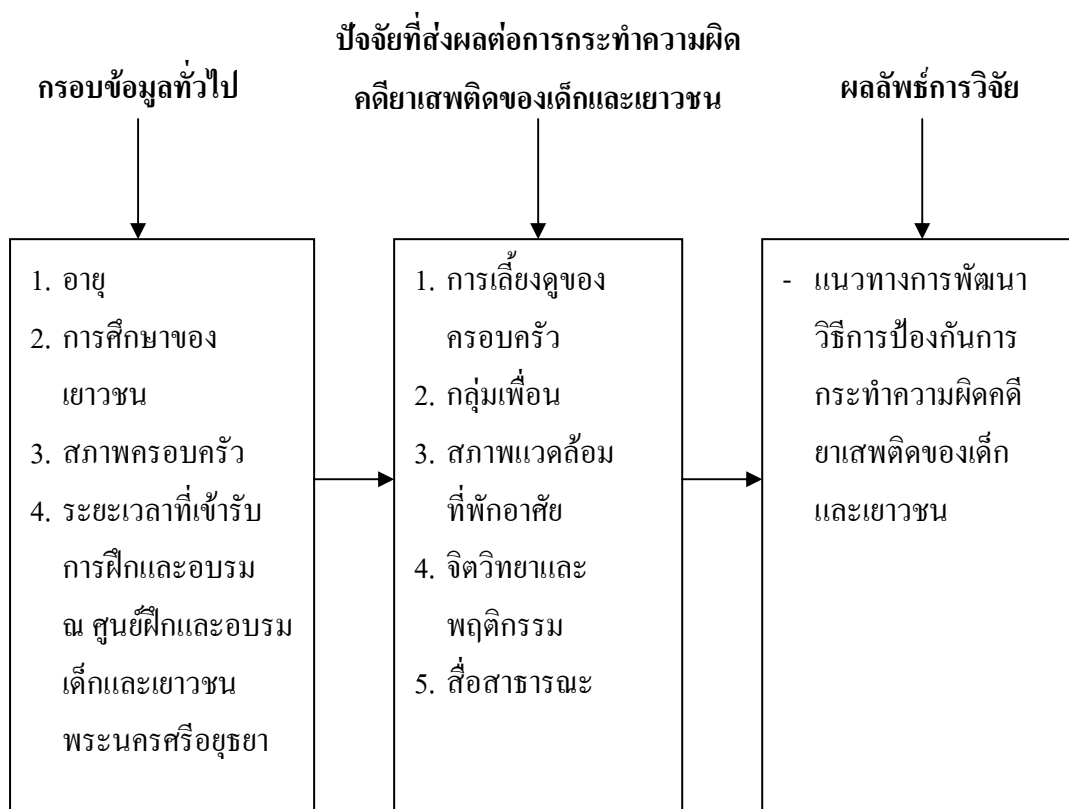 กรอบข้อมูลทั่วไป
ปัจจัยที่ส่งผลต่อการกระทำความผิด
คดียาเสพติดของเด็กและเยาวชน
ผลลัพธ์การวิจัย
1. อายุ
2. การศึกษาของ
เยาวชน
3. สภาพครอบครัว
4. ระยะเวลาที่เข้ารับ
การฝึกและอบรม
ณ ศูนย์ฝึกและอบรม
เด็กและเยาวชน
พระนครศรีอยุธยา
1. การเลี้ยงดูของ
ครอบครัว
2. กลุ่มเพื่อน
3. สภาพแวดล้อม
ที่พักอาศัย
4. จิตวิทยาและ
พฤติกรรม
5. สื่อสาธารณะ
- แนวทางการพัฒนา
วิธีการป้องกันการ
กระทำความผิดคดี
ยาเสพติดของเด็ก
และเยาวชน